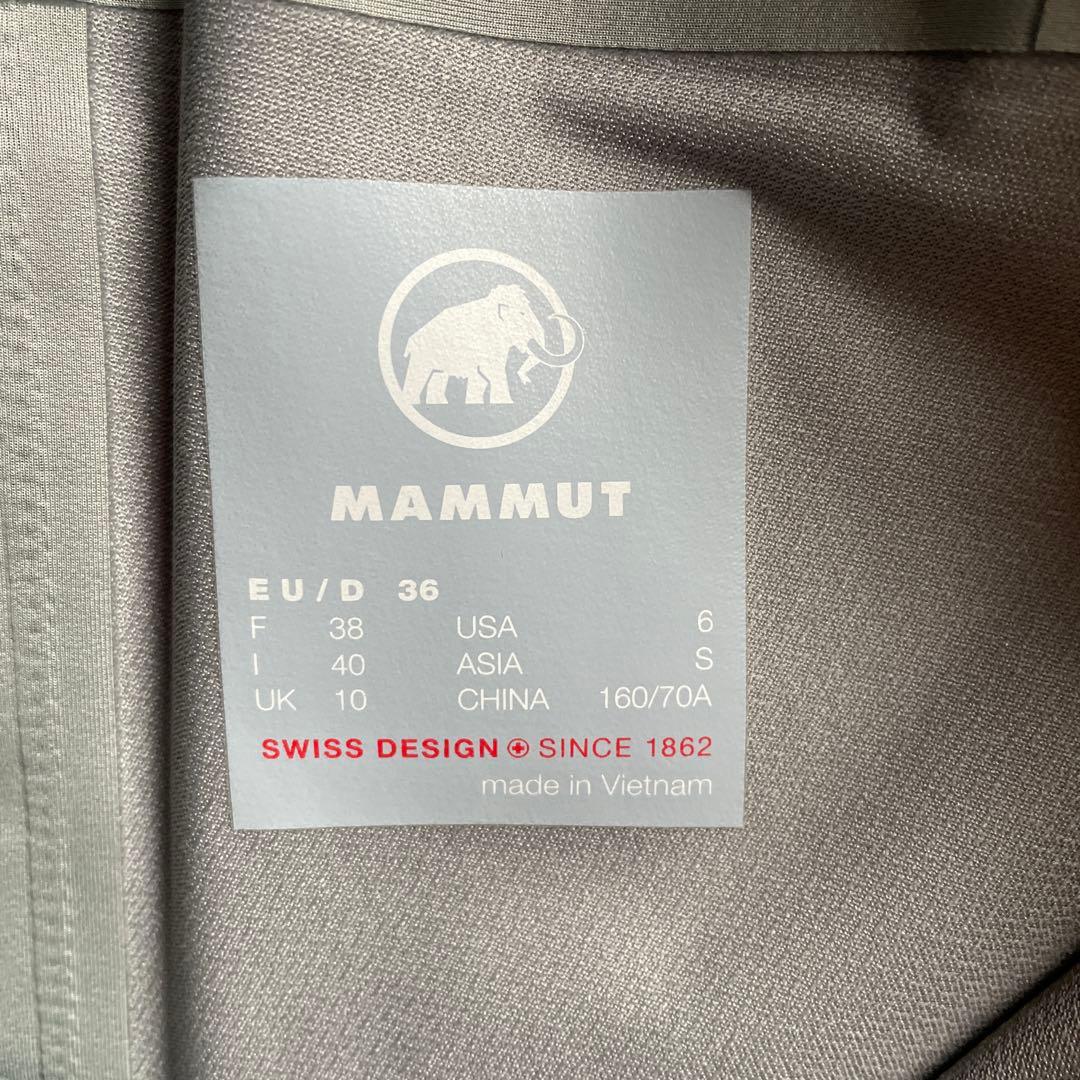 MAMMUT
EU/D 36
F 38 USA 6
I 40 ASIA S
UK 10 CHINA 160/70A
SWISS DESIGN SINCE 1862
made in Vietnam